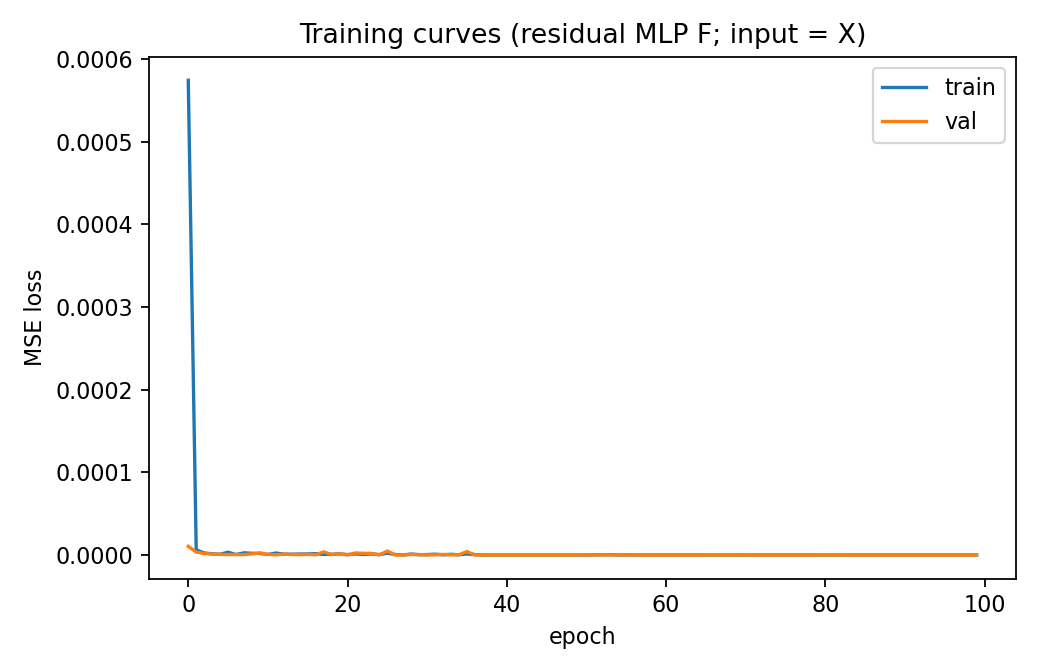 Training curves (residual MLP F; input = X)
train
val
MSE loss
0.0006
0.0005
0.0004
0.0003
0.0002
0.0001
0.0000
0 20 40 60 80 100
epoch